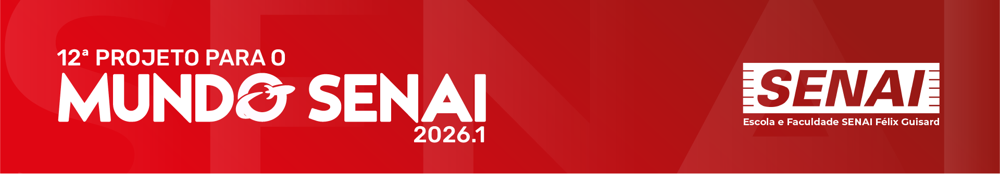 12ª PROJETO PARA O
MUNDO SENAI
2026.1
SENAI
Escola e Faculdade SENAI Félix Guisard